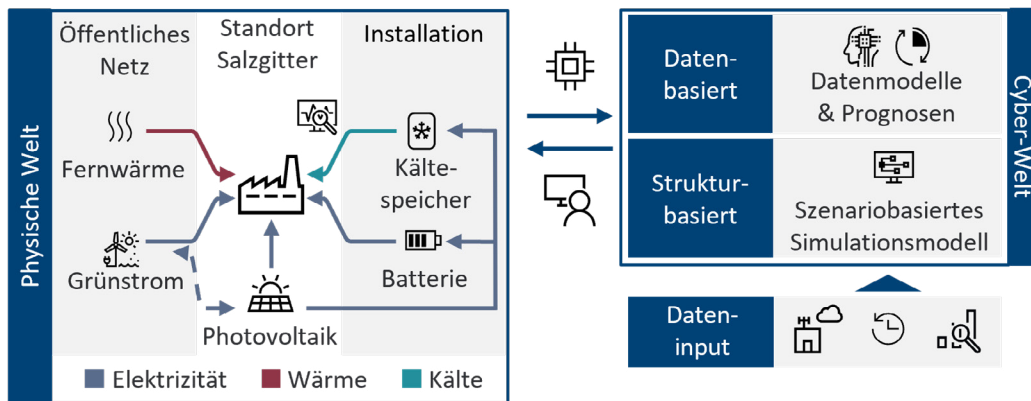 Physische Welt
Öffentliches
Netz
Standort
Salzgitter
Installation
Fernwärme
Kälte-
speicher
Grünstrom
Photovoltaik
Batterie
Elektrizität
Wärme
Kälte
Daten-
basiert
Datenmodelle
& Prognosen
Struktur-
basiert
Szenariobasiertes
Simulationsmodell
Cyber-Welt
Daten-
input